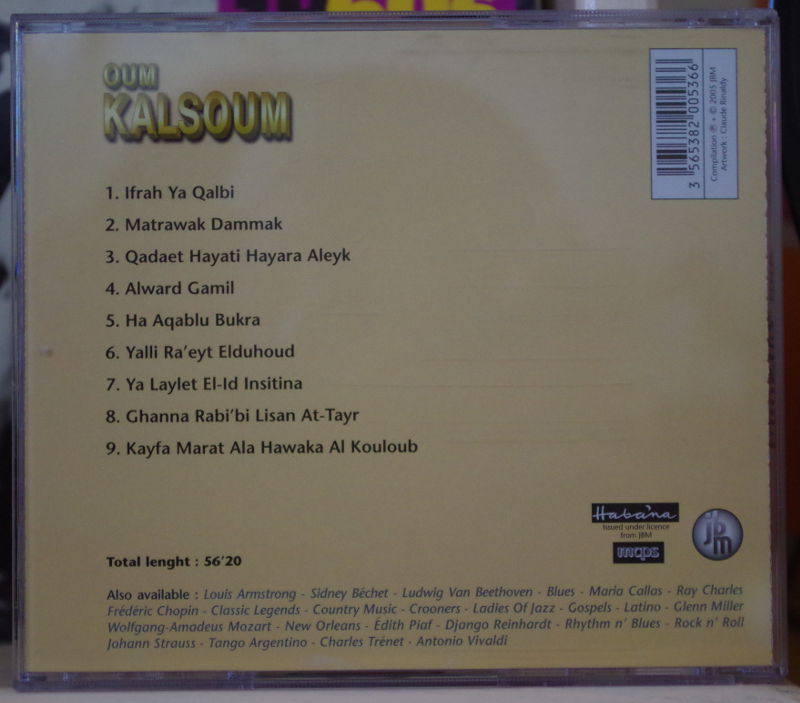 OUM
KALSOUM
1. Ifrah Ya Qalbi
2. Matrawak Dammak
3. Qadaet Hayati Hayara Aleyk
4. Alward Gamil
5. Ha Aqablu Bukra
6. Yalli Ra'eyt Elduhoud
7. Ya Laylet El-Id Insitina
8. Ghanna Rabi'bi Lisan At-Tayr
9. Kayfa Marat Ala Hawaka Al Kouloub
3 565382 005366
Compilation ℗ + © 2005 JBM
Artwork : Claude Rinaldy
Haba'na
Issued under licence
from JBM
mcps
jbm
Total lenght : 56'20
Also available : Louis Armstrong - Sidney Béchet - Ludwig Van Beethoven - Blues - Maria Callas - Ray Charles
Frédéric Chopin - Classic Legends - Country Music - Crooners - Ladies Of Jazz - Gospels - Latino - Glenn Miller
Wolfgang-Amadeus Mozart - New Orleans - Édith Piaf - Django Reinhardt - Rhythm n' Blues - Rock n' Roll
Johann Strauss - Tango Argentino - Charles Trénet - Antonio Vivaldi